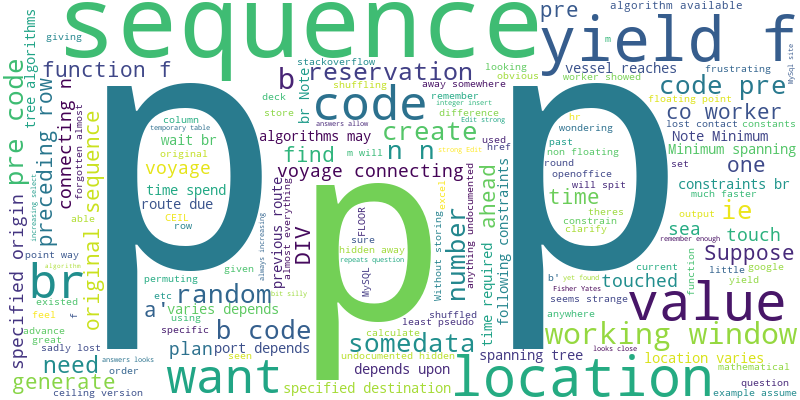 sequence
pre
algorithm available
yield f
giving
stackoverflow
m
looking
obvious
MySql site
tree algorithms
function f
b
reservation
shuffling
away somewhere
vessel reaches
worker showed
frustrating
pre code
row
column
temporary table
wait br
original
voyage
time spend
route due
CEIL
row
br Note
deck
store
code
remember
integer insert
difference
answers allow
Edit strong
used
href
code pre
floating point
co worker
lost contact
constants
hr
wondering
past
non floating
round
openoffice
will spit
time
theres
constrain
clarify
Note Minimum
Minimum spanning
set
one
constraints br
much faster
preceding row
connecting n
forgotten almost
original sequence
algorithms may
create
strong Edit
find
n n
m will
voyage connecting
p
p
p
specified origin
able
increasing select
point way
br
a'
random
varies depends
permuting
given
always increasing
previous route
almost everything
bit silly
DIV
sure
FLOOR
hidden away
repeats question
MySQL
excel
Without storing
number
anything undocumented
time required
ahead
following constraints
output
ie
sea
touch
remember enough
Suppose
touched
current
function
little
google
yield
b'
yet found
Fisher Yates
seems strange
anywhere
value
existed
f
etc
using
feel
advance
great
specific
b code
shuffled
least pseudo
calculate
somedata
working window
sadly lost
algorithm
answers looks
order
need
plan
port depends
seen
undocumented hidden
depends upon
spanning tree
looks close
location varies
mathematical
generate
ceiling version
want
specified destination
location
question
example assume